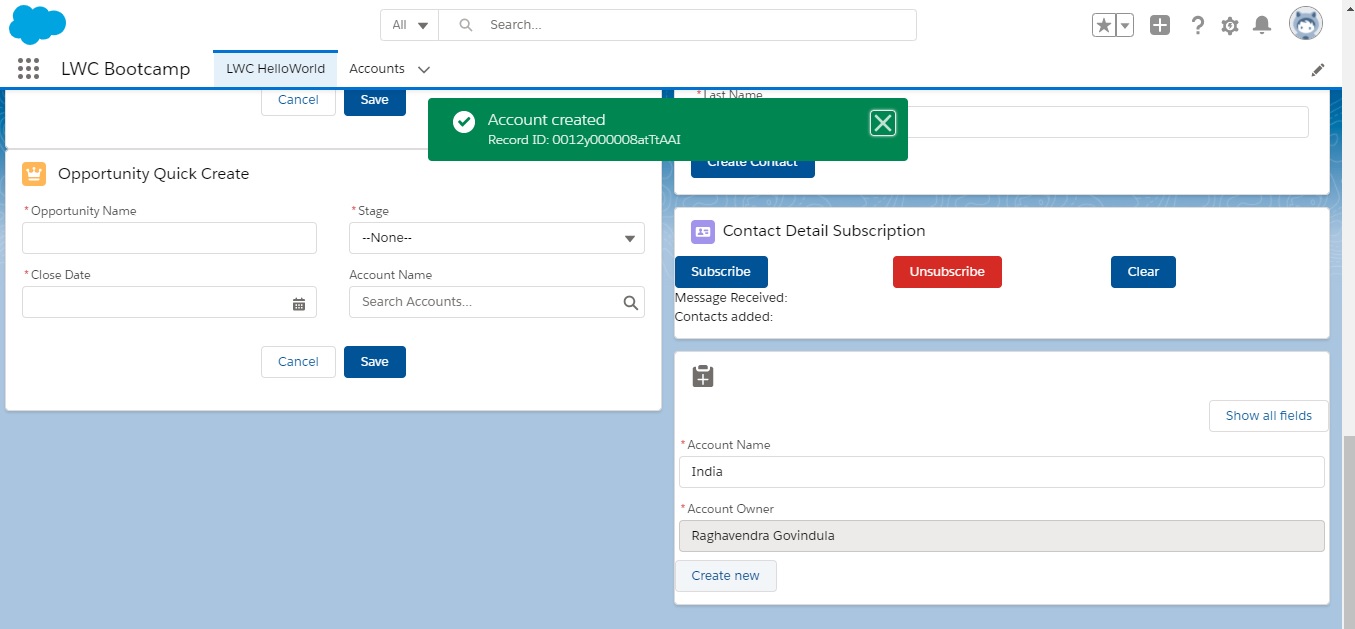 All
Search...
LWC Bootcamp
LWC HelloWorld
Accounts
Cancel
Save
Account created
Record ID: 0012y000008atTtAAI
* Last Name
Create Contact
Opportunity Quick Create
* Opportunity Name
* Stage
--None--
* Close Date
Account Name
Search Accounts...
Cancel
Save
Contact Detail Subscription
Subscribe
Unsubscribe
Clear
Message Received:
Contacts added:
Show all fields
* Account Name
India
* Account Owner
Raghavendra Govindula
Create new